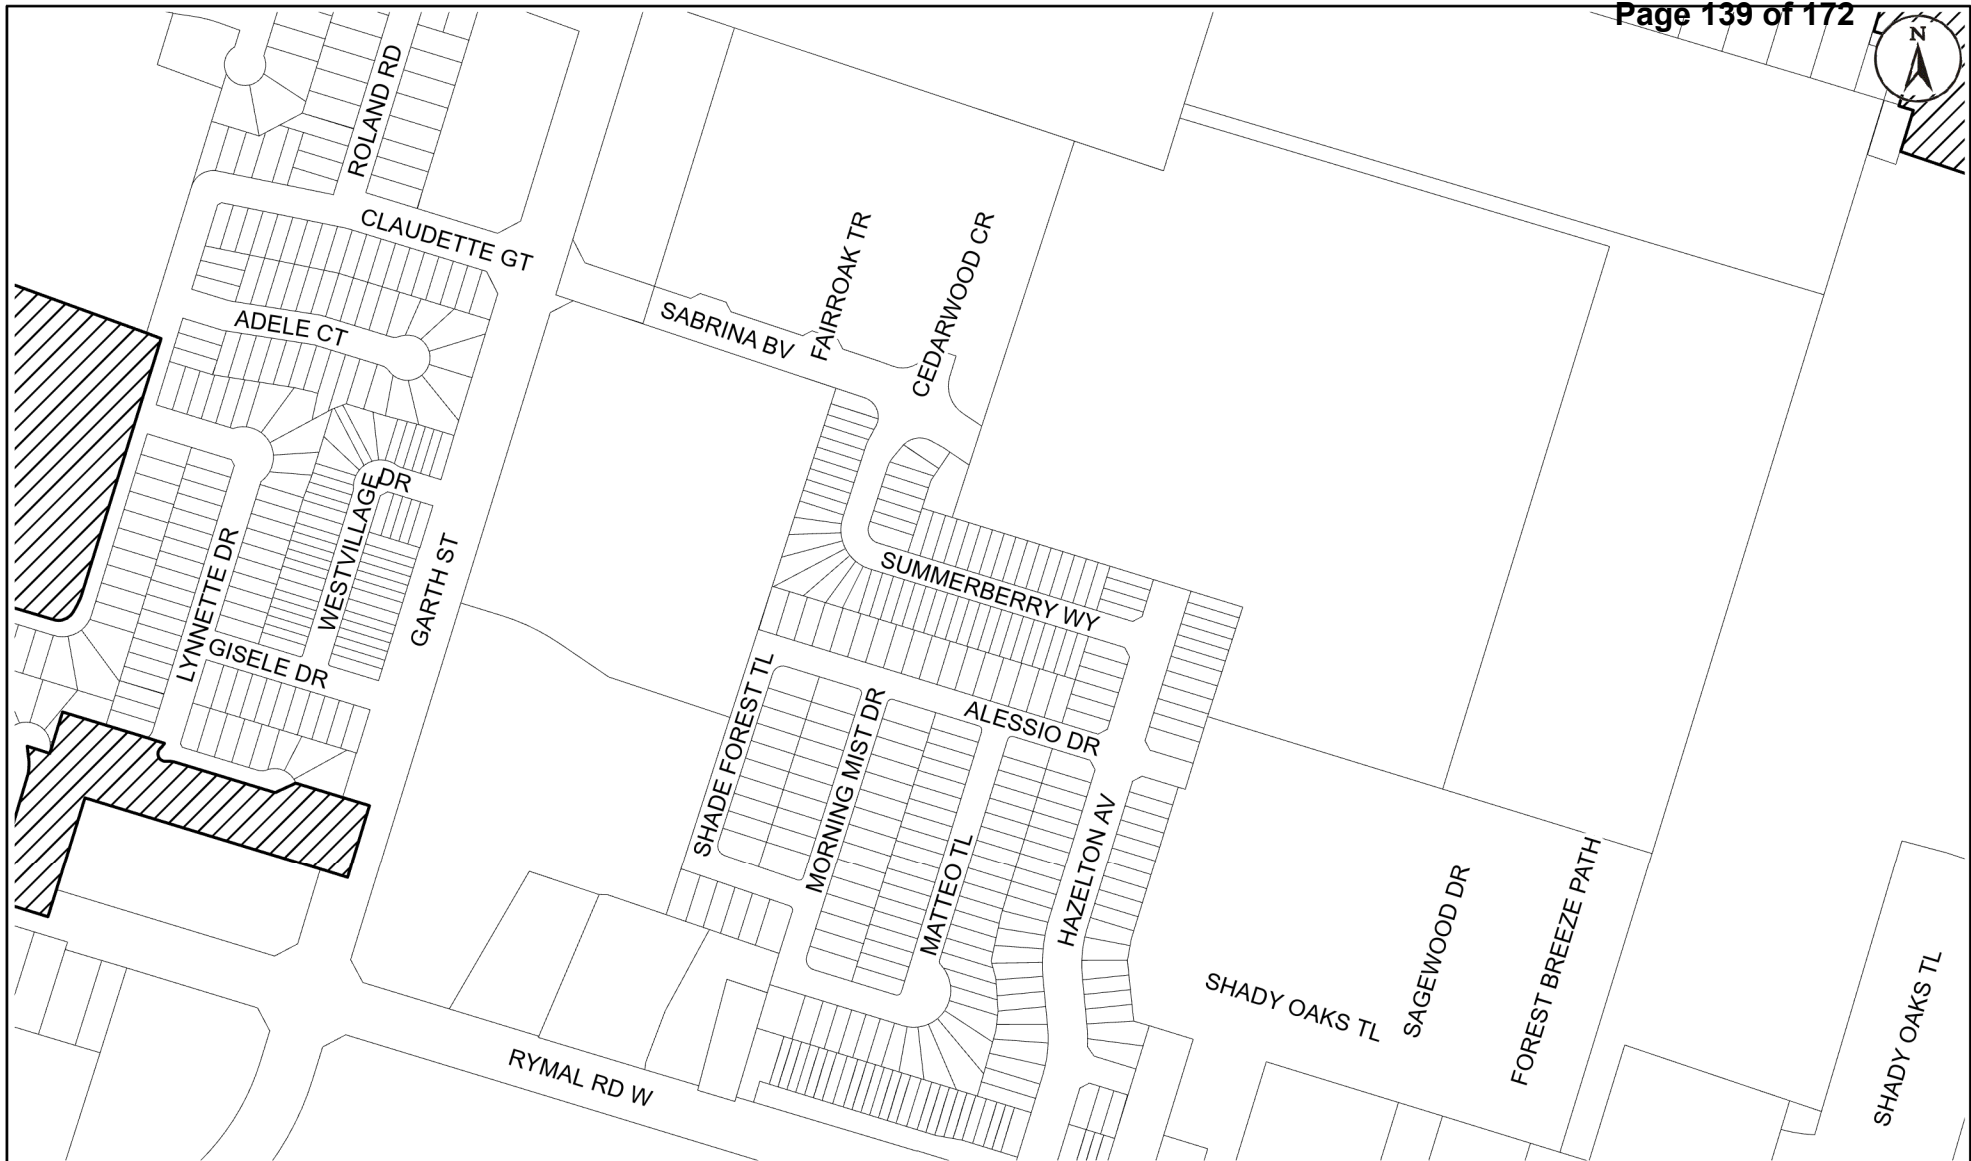 Page 139 of 172
N
ROLAND RD
CLAUDETTE GT
FAIRROAK TR
CEDARWOOD CR
SABRINA BV
ADELE CT
DR
WESTVILLAGE
LYNNETTE DR
GARTH ST
SUMMERBERRY WY
GISELE DR
SHADE FOREST TL
MORNING MIST DR
ALESSIO DR
MATTEO TL
HAZELTON AV
SAGEWOOD DR
FOREST BREEZE PATH
SHADY OAKS TL
SHADY OAKS TL
RYMAL RD W